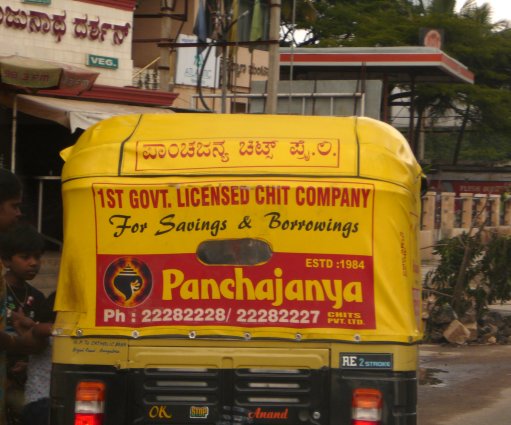 ಜುನಾಥ ದರ್ಶನ್
VEG.
ಪಾಂಚಜನ್ಯ ಚಿಟ್ಸ್ ಪ್ರೈ.ಲಿ.
1ST GOVT. LICENSED CHIT COMPANY
For Savings & Borrowings
ESTD :1984
Panchajanya
Ph : 22282228/ 22282227 CHITS PVT. LTD.
RE 2 STROKE
OK STOP Anand